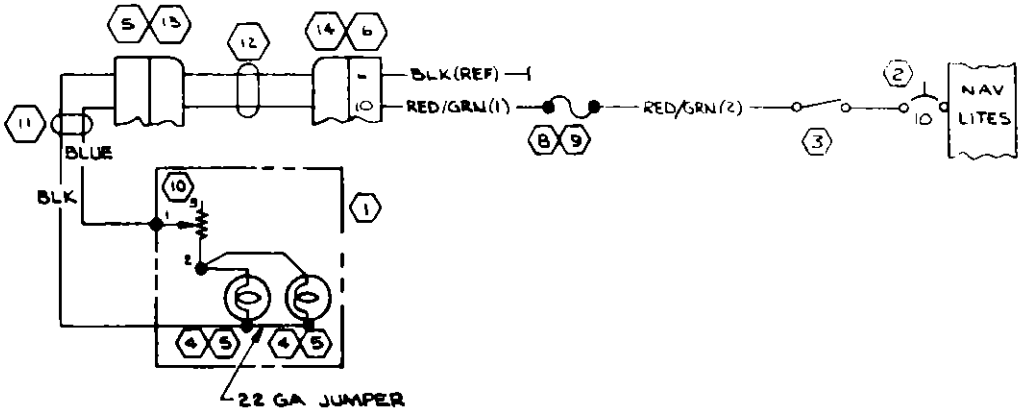 5 13
12
14 6
BLK(REF)
10 RED/GRN(1)
8 9
RED/GRN(2)
3
2
10
NAV
LITES
11
BLUE
BLK
10
3
1
1
2
4 5
4 5
22 GA JUMPER